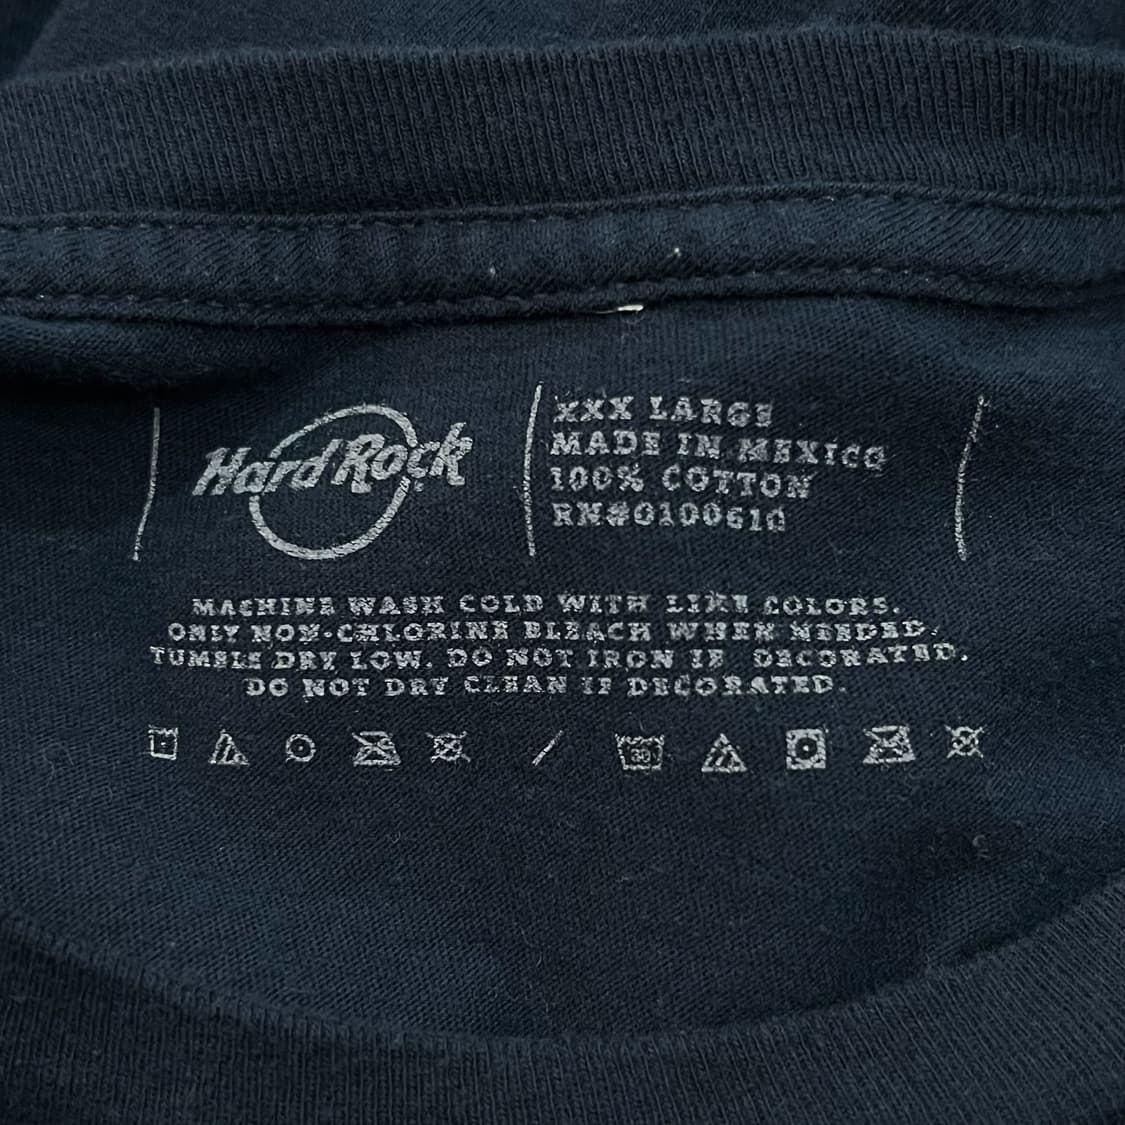 Hard Rock
XXX LARGE
MADE IN MEXICO
100% COTTON
RN#0100610
MACHINE WASH COLD WITH LIKE COLORS.
ONLY NON-CHLORINE BLEACH WHEN NEEDED.
TUMBLE DRY LOW. DO NOT IRON IF DECORATED.
DO NOT DRY CLEAN IF DECORATED.
/
30